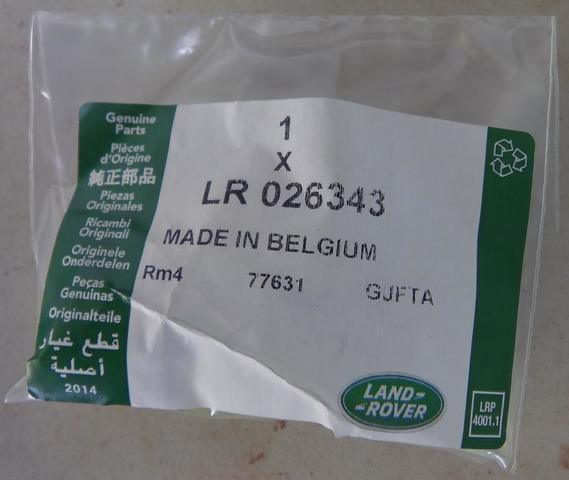 Genuine
Parts
Pièces
d'Origine
純正部品
Piezas
Originales
Ricambi
Originali
Originele
Onderdelen
Peças
Genuinas
Originalteile
قطع غيار
أصلية
2014
1
X
LR 026343
MADE IN BELGIUM
Rm4 77631 GJFTA
LAND-
-ROVER
LRP
4001.1